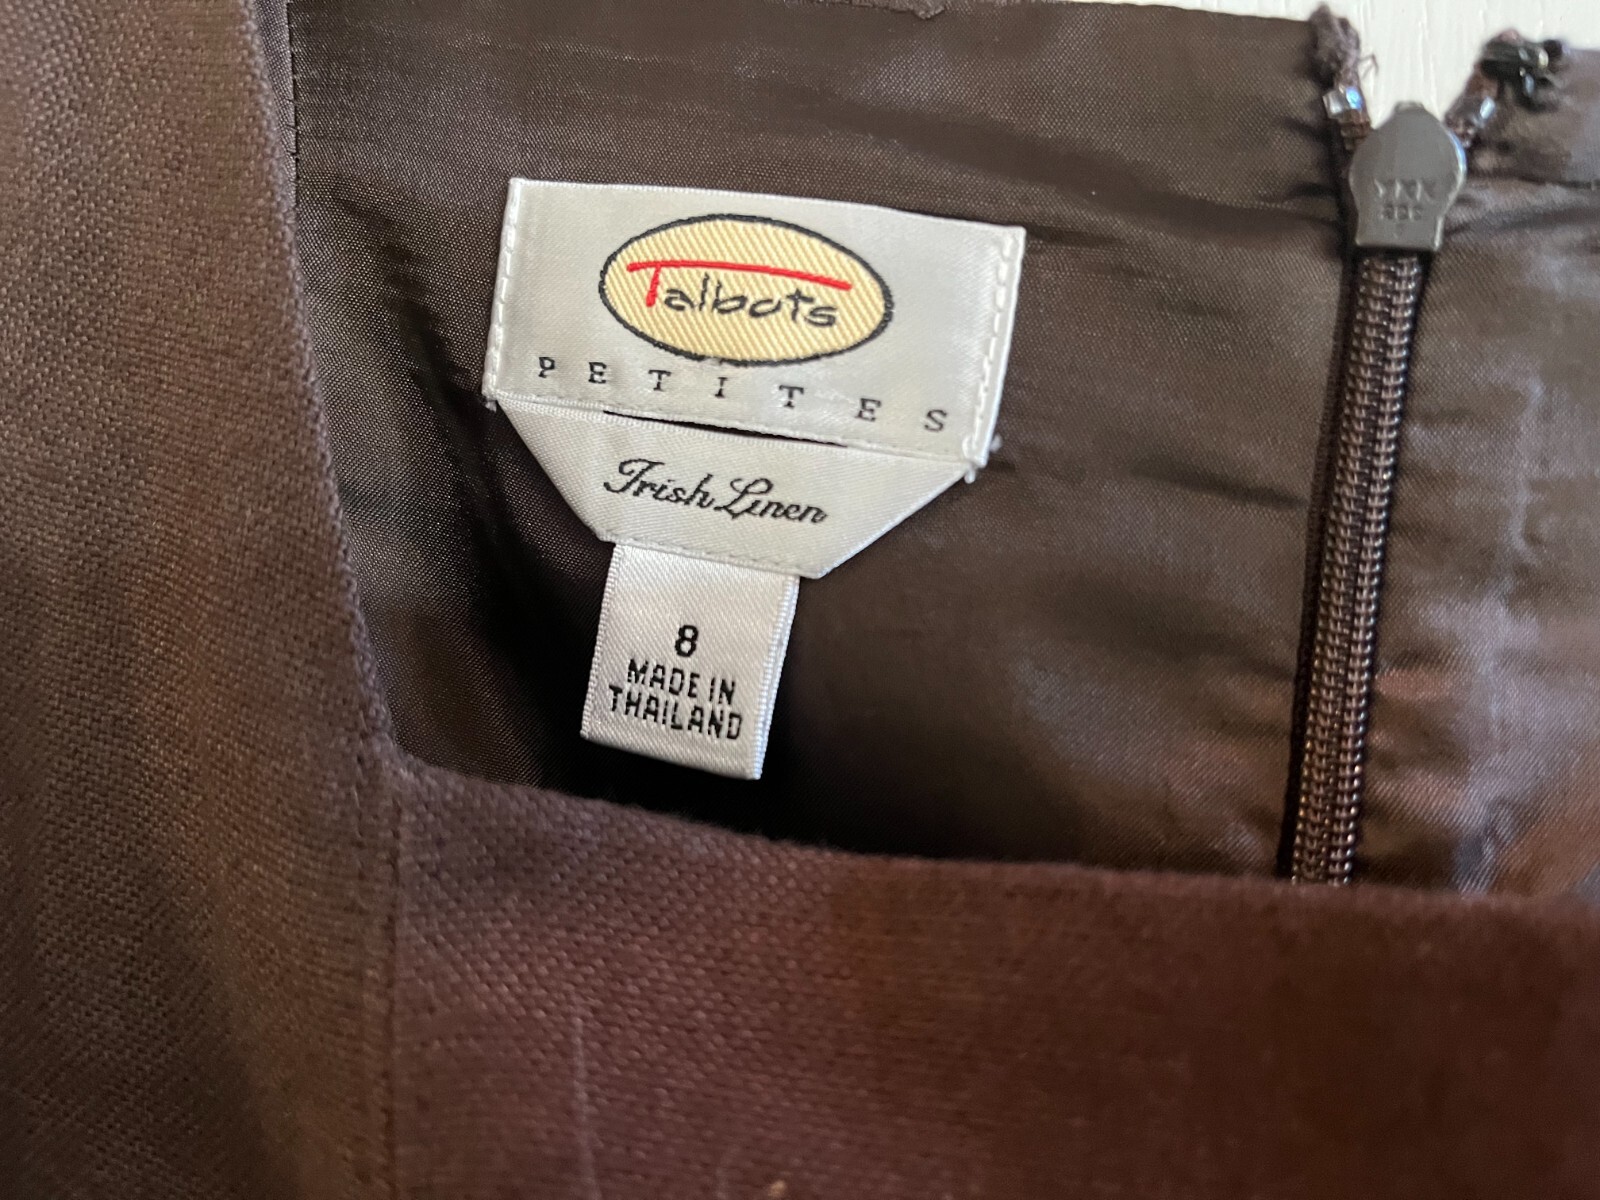 Talbots
PETITES
Irish Linen
8
MADE IN
THAILAND